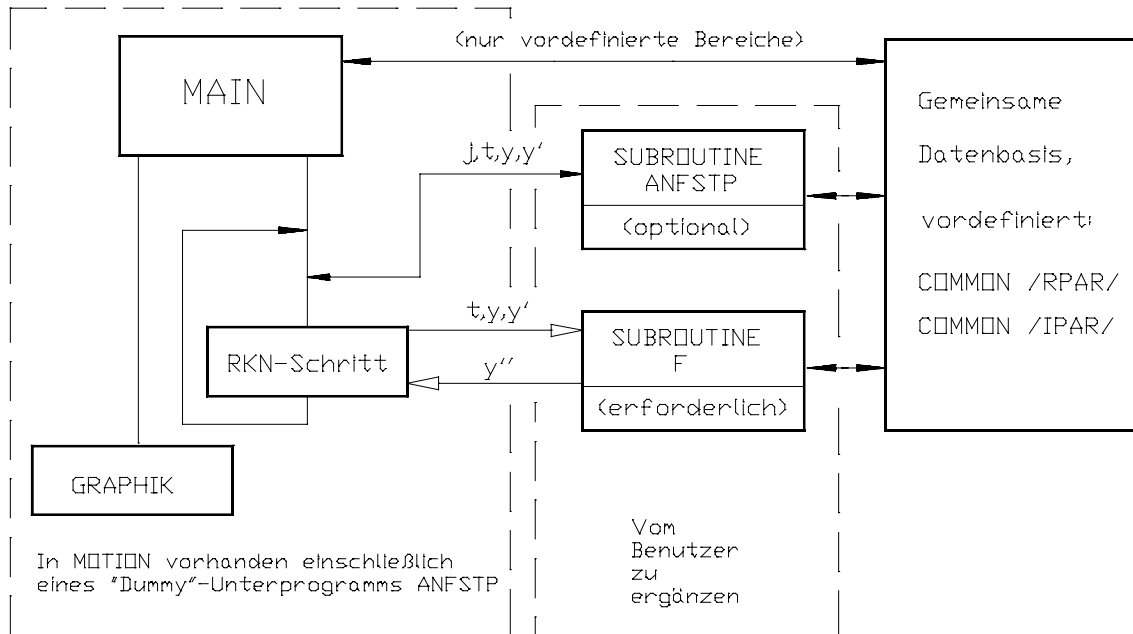 (nur vordefinierte Bereiche)
MAIN
Gemeinsame
Datenbasis,
vordefiniert:
COMMON /RPAR/
COMMON /IPAR/
j,t,y,y'
SUBROUTINE
ANFSTP
(optional)
t,y,y'
SUBROUTINE
F
(erforderlich)
RKN-Schritt
y''
GRAPHIK
In MOTION vorhanden einschließlich
eines "Dummy"-Unterprogramms ANFSTP
Vom
Benutzer
zu
ergänzen